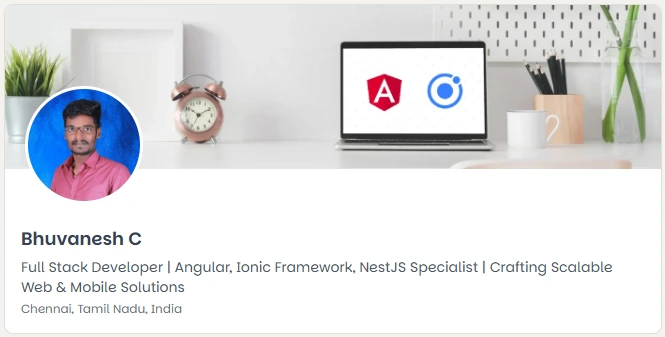 A
Bhuvanesh C
Full Stack Developer | Angular, Ionic Framework, NestJS Specialist | Crafting Scalable
Web & Mobile Solutions
Chennai, Tamil Nadu, India